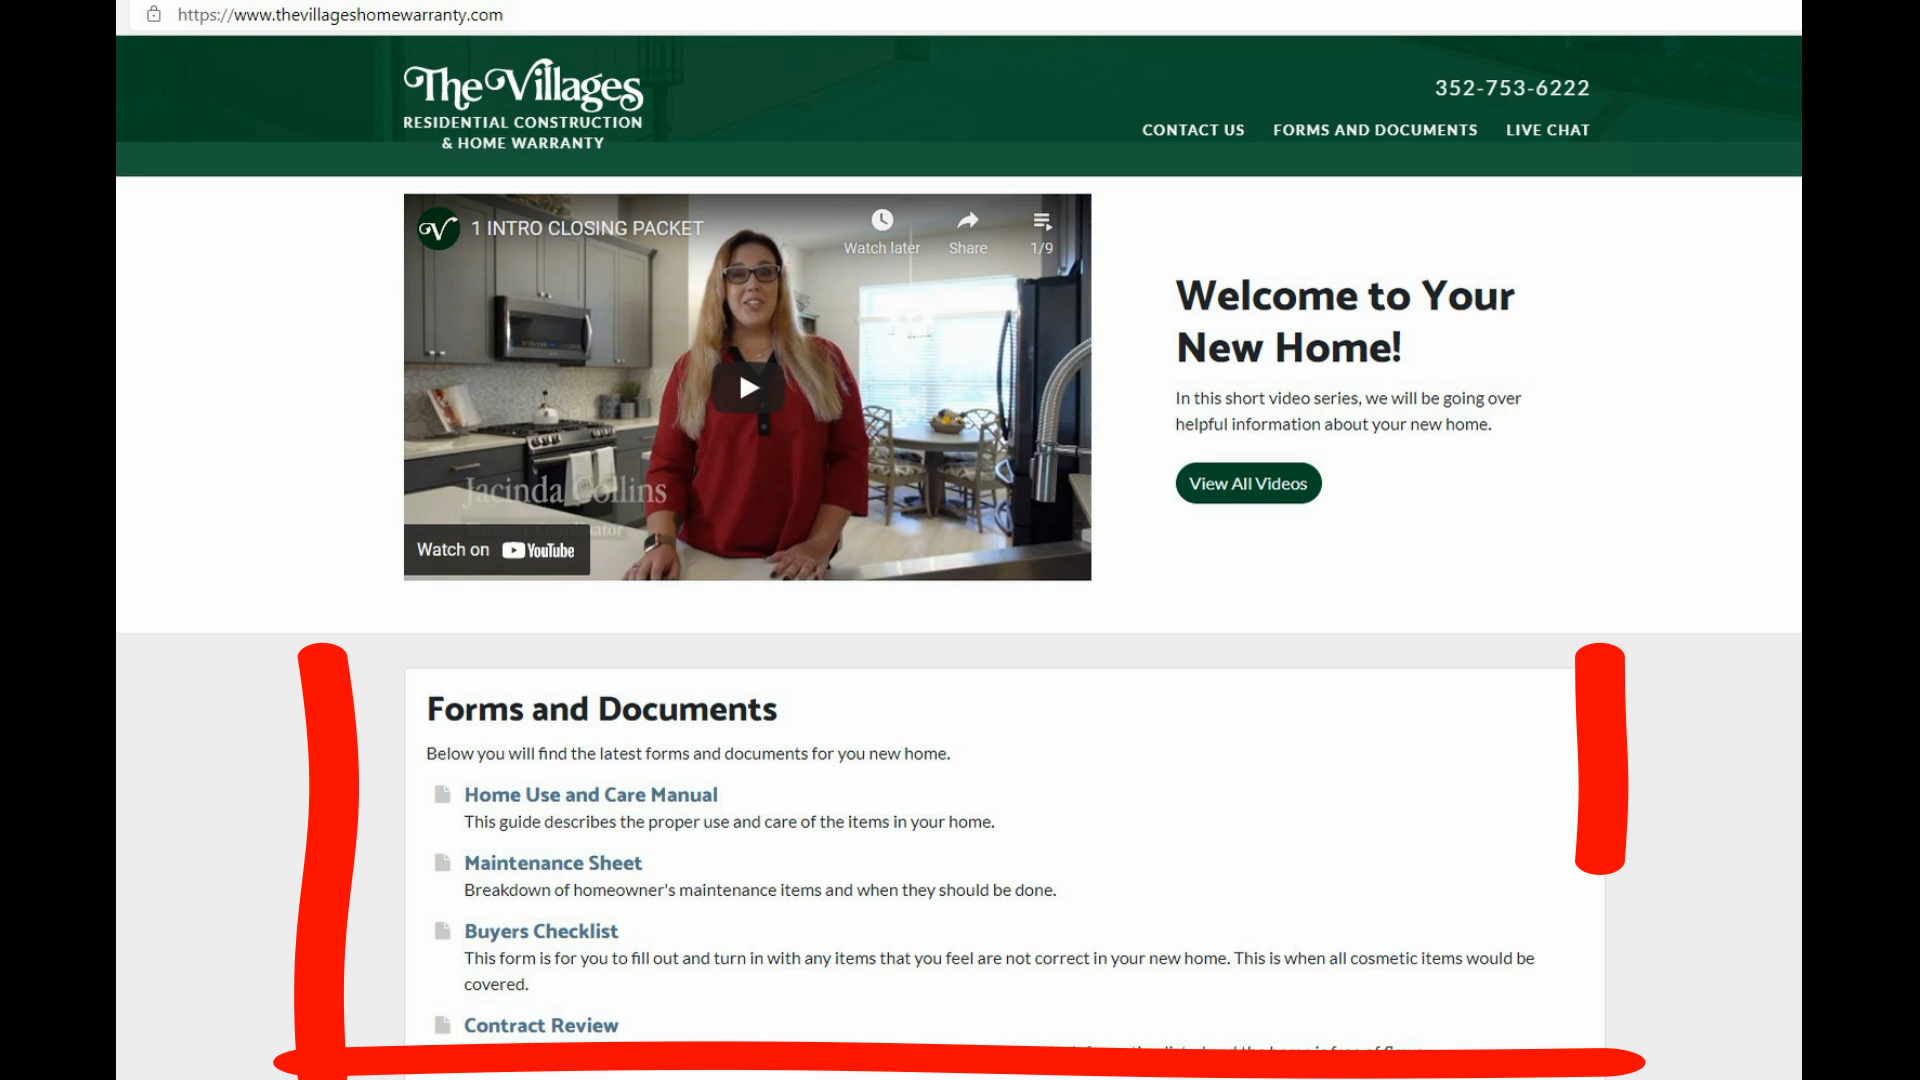 https://www.thevillageshomewarranty.com
The Villages
RESIDENTIAL CONSTRUCTION
& HOME WARRANTY
352-753-6222
CONTACT US FORMS AND DOCUMENTS LIVE CHAT
1 INTRO CLOSING PACKET
Watch later Share 1/9
Jacinda Collins
Watch on YouTube
Welcome to Your
New Home!
In this short video series, we will be going over
helpful information about your new home.
View All Videos
Forms and Documents
Below you will find the latest forms and documents for you new home.
Home Use and Care Manual
This guide describes the proper use and care of the items in your home.
Maintenance Sheet
Breakdown of homeowner's maintenance items and when they should be done.
Buyers Checklist
This form is for you to fill out and turn in with any items that you feel are not correct in your new home. This is when all cosmetic items would be
covered.
Contract Review